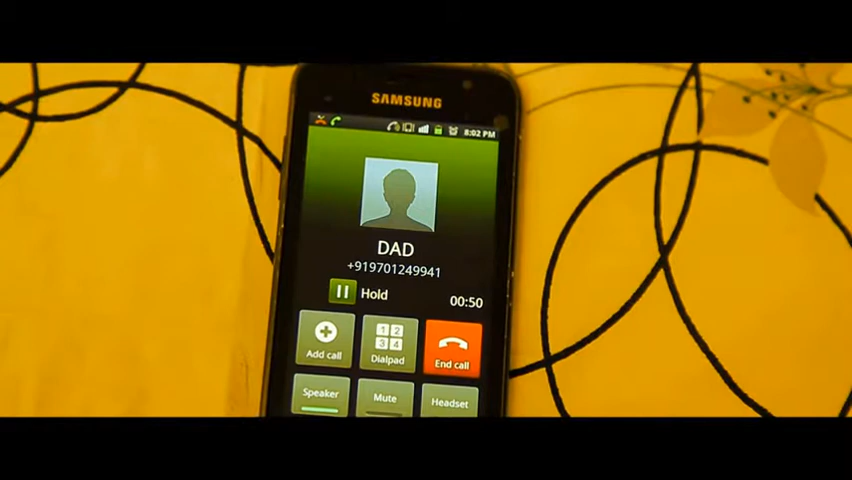 SAMSUNG
8:02 PM
DAD
+919701249941
Hold
00:50
1 2
3 4
Add call
Dialpad
End call
Speaker
Mute
Headset